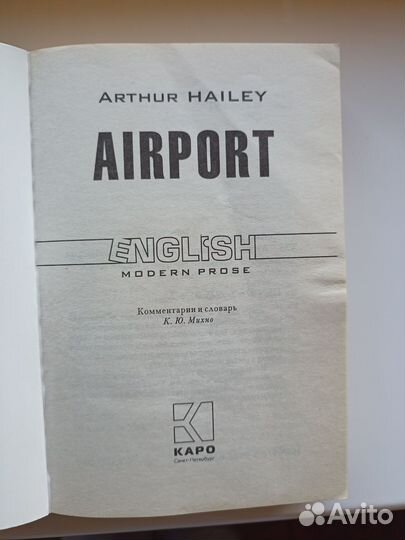 Arthur Hailey
AIRPORT
ENGLISH
MODERN PROSE
Комментарии и словарь
К. Ю. Михно
КАРО
Санкт-Петербург
Avito